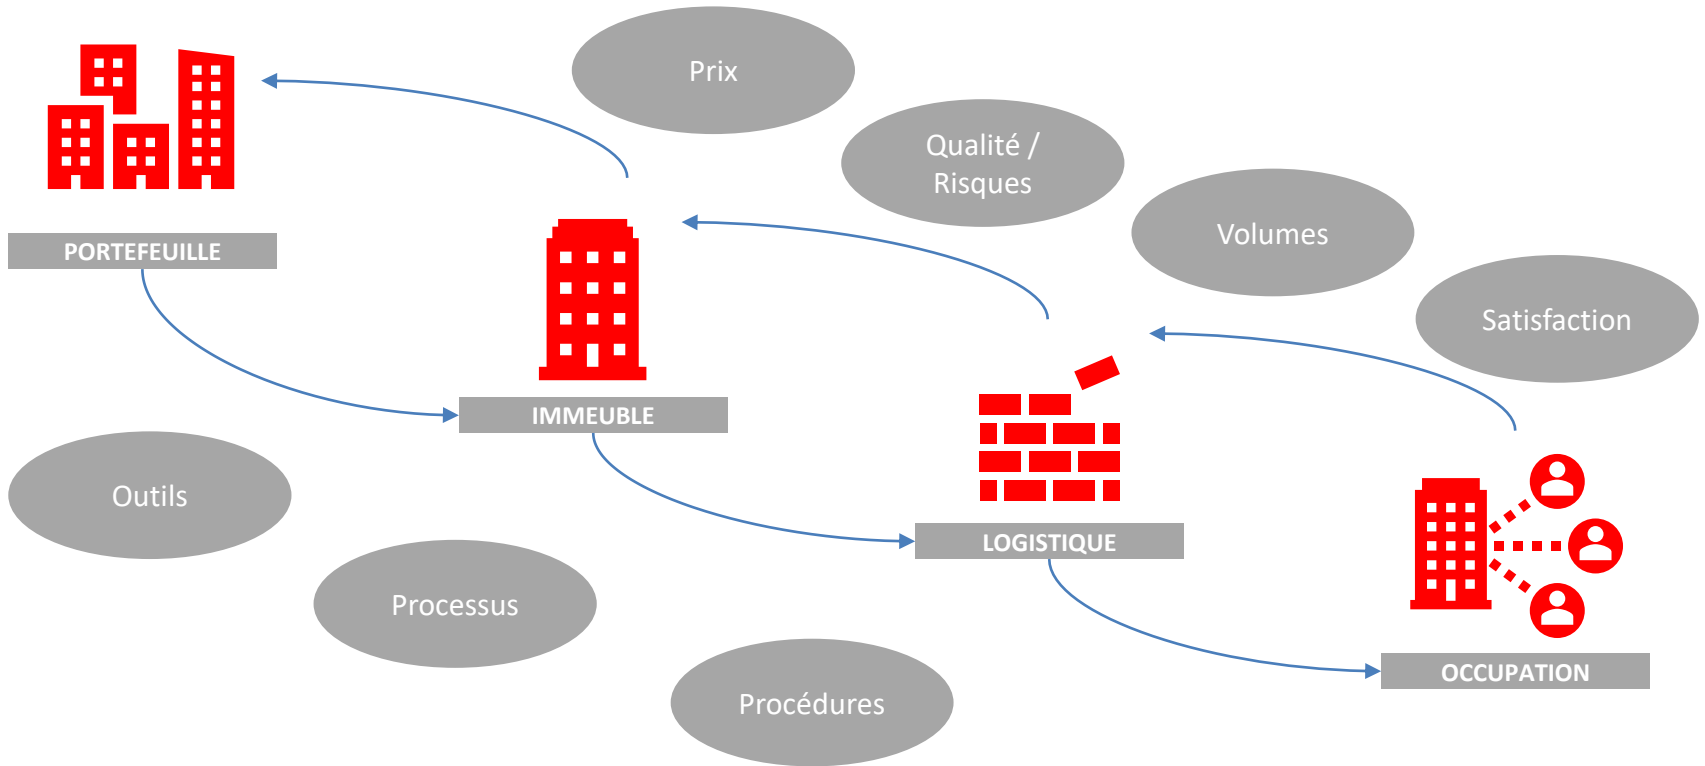 Prix
Qualité /
Risques
Volumes
Satisfaction
PORTEFEUILLE
IMMEUBLE
LOGISTIQUE
OCCUPATION
Outils
Processus
Procédures